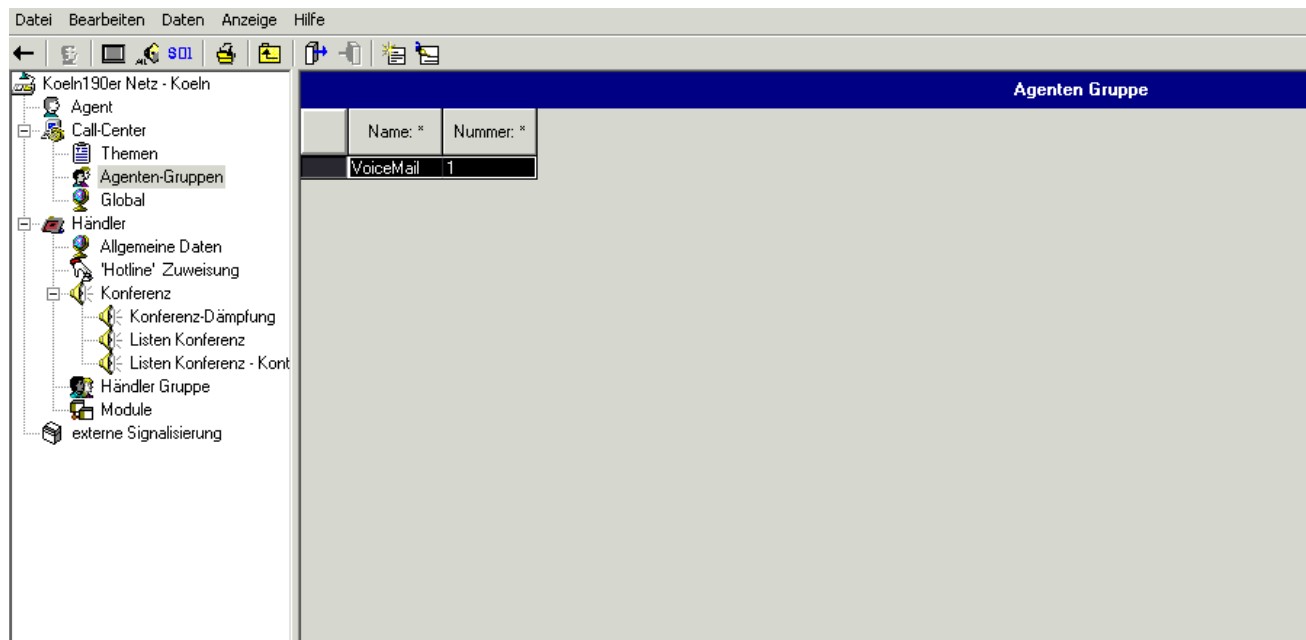 Datei Bearbeiten Daten Anzeige Hilfe
SO1
Koeln190er Netz - Koeln
Agent
Call-Center
Themen
Agenten-Gruppen
Global
Händler
Allgemeine Daten
'Hotline' Zuweisung
Konferenz
Konferenz-Dämpfung
Listen Konferenz
Listen Konferenz - Kont
Händler Gruppe
Module
externe Signalisierung
Agenten Gruppe
Name: * Nummer: *
VoiceMail 1